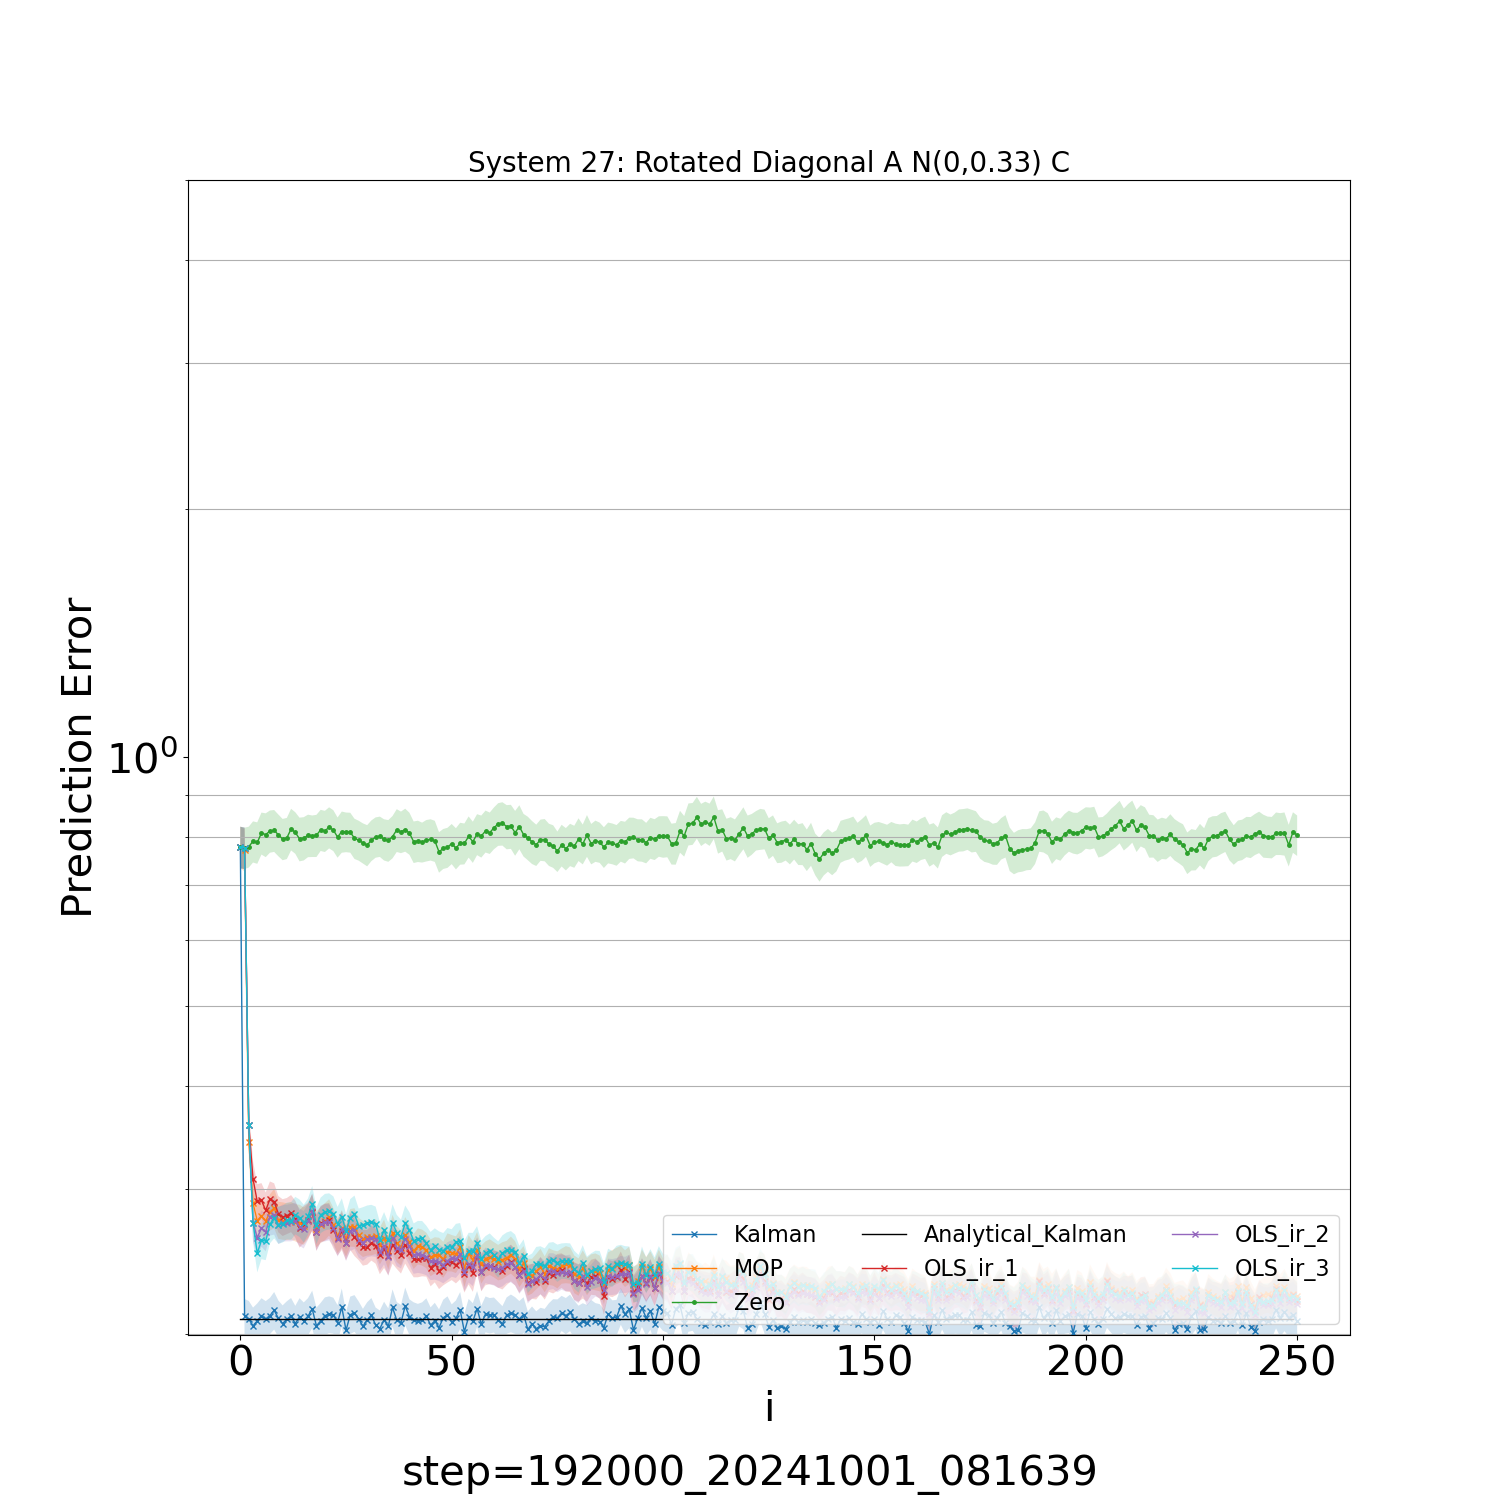 System 27: Rotated Diagonal A N(0,0.33) C
Prediction Error
10⁰
Kalman
MOP
Zero
Analytical_Kalman
OLS_ir_1
OLS_ir_2
OLS_ir_3
0 50 100 150 200 250
i
step=192000_20241001_081639